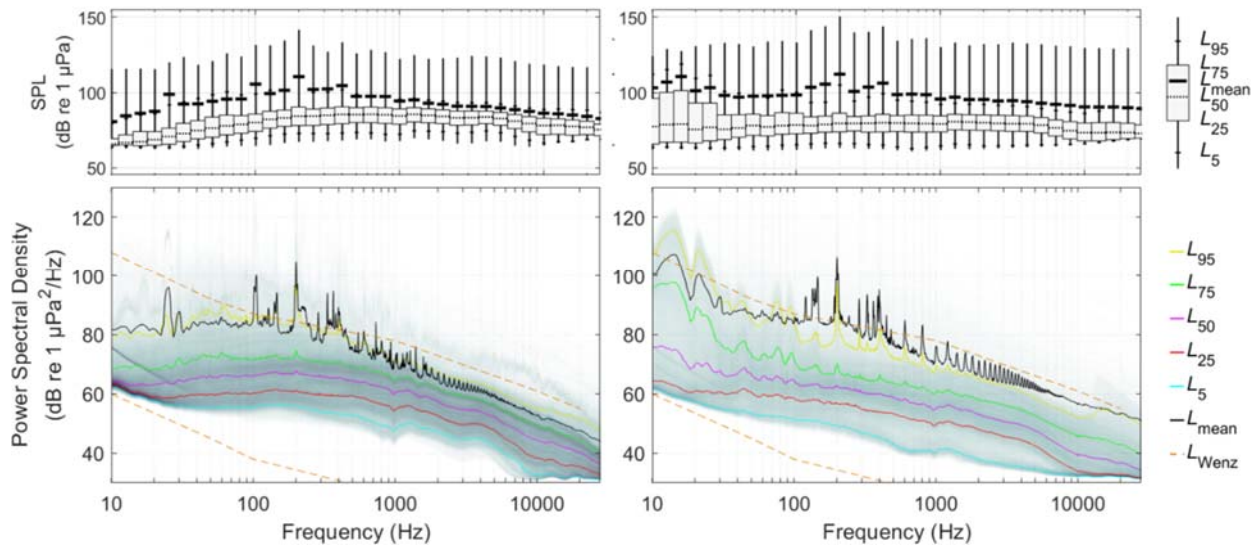 150
100
50
SPL
(dB re 1 µPa)
150
100
50
L95
L75
Lmean
L50
L25
L5
120
100
80
60
40
Power Spectral Density
(dB re 1 µPa²/Hz)
10
100
1000
10000
Frequency (Hz)
120
100
80
60
40
10
100
1000
10000
Frequency (Hz)
L95
L75
L50
L25
L5
Lmean
LWenz